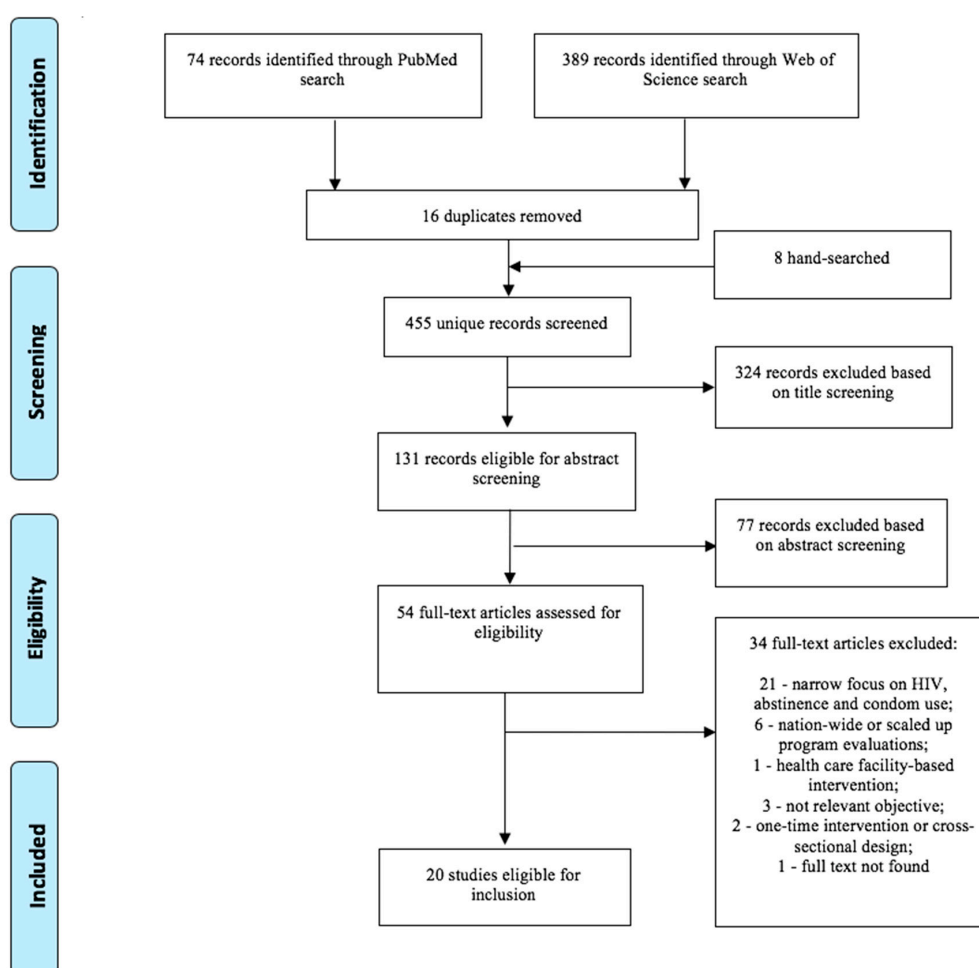 Identification
74 records identified through PubMed
search
389 records identified through Web of
Science search
16 duplicates removed
8 hand-searched
Screening
455 unique records screened
324 records excluded based
on title screening
131 records eligible for abstract
screening
77 records excluded based
on abstract screening
Eligibility
54 full-text articles assessed for
eligibility
34 full-text articles excluded:
21 - narrow focus on HIV,
abstinence and condom use;
6 - nation-wide or scaled up
program evaluations;
1 - health care facility-based
intervention;
3 - not relevant objective;
2 - one-time intervention or cross-
sectional design;
1 - full text not found
Included
20 studies eligible for
inclusion